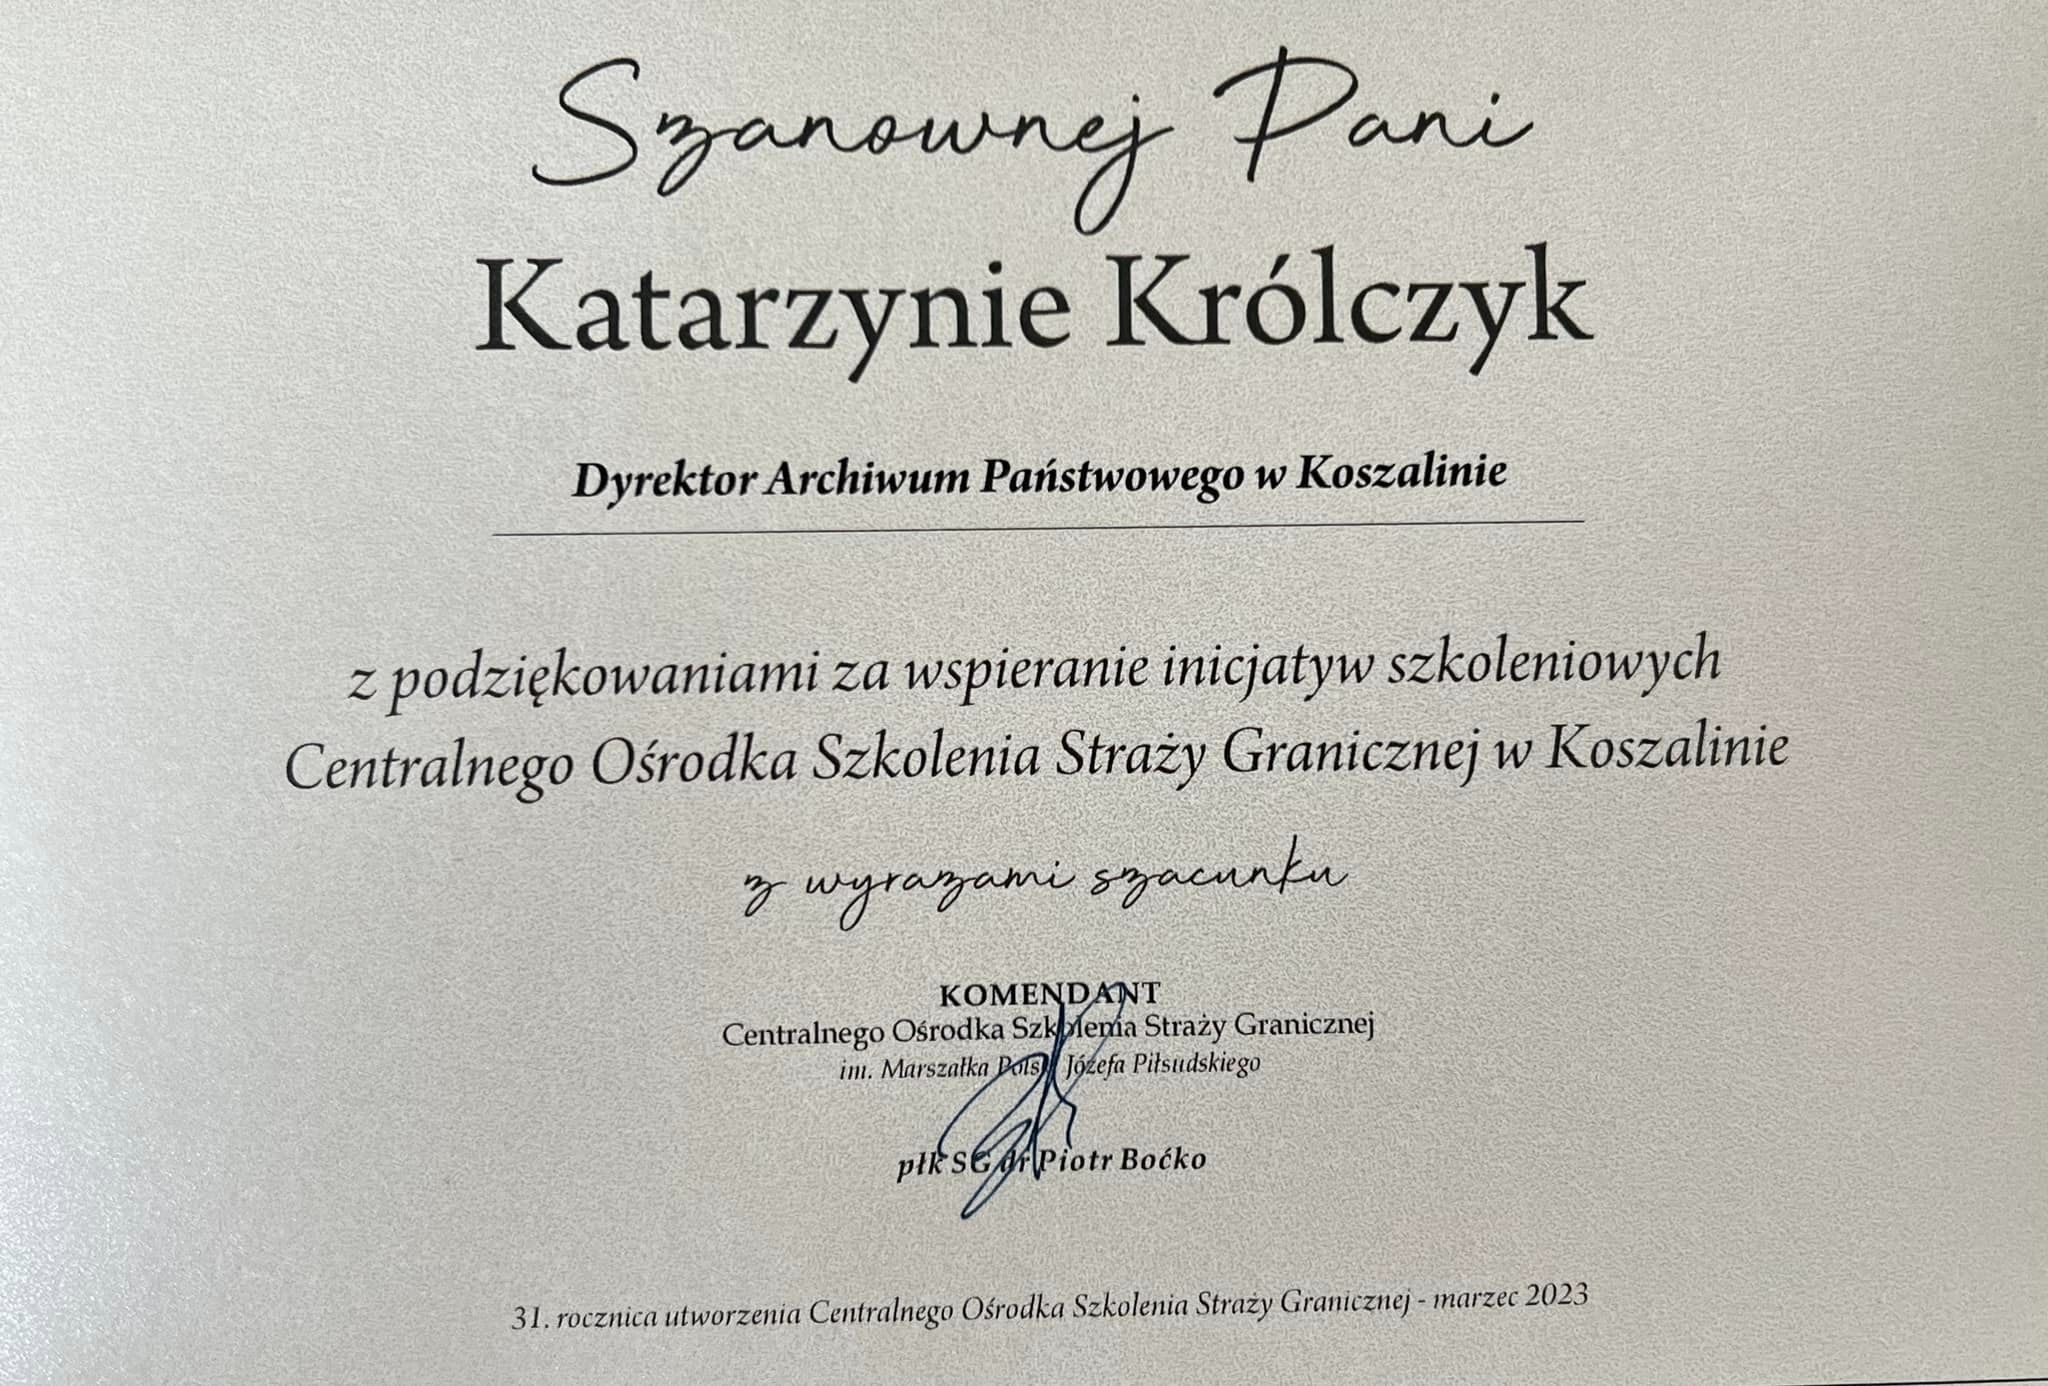 Szanownej Pani
Katarzynie Królczyk
Dyrektor Archiwum Państwowego w Koszalinie
z podziękowaniami za wspieranie inicjatyw szkoleniowych
Centralnego Ośrodka Szkolenia Straży Granicznej w Koszalinie
z wyrazami szacunku
KOMENDANT
Centralnego Ośrodka Szkolenia Straży Granicznej
im. Marszałka Polski Józefa Piłsudskiego
płk SG dr Piotr Boćko
31. rocznica utworzenia Centralnego Ośrodka Szkolenia Straży Granicznej - marzec 2023